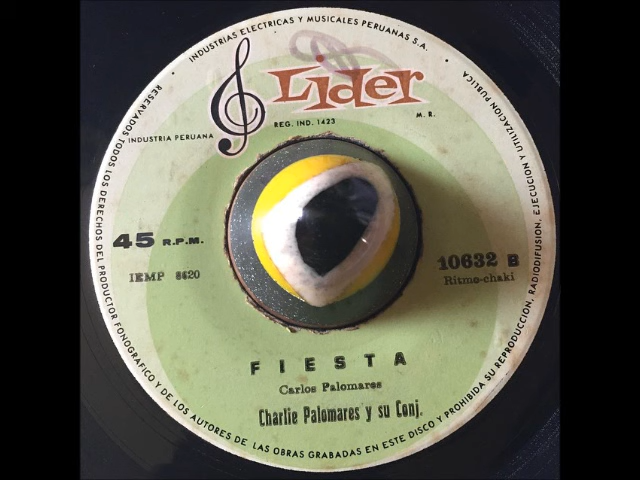 INDUSTRIAS ELECTRICAS Y MUSICALES PERUANAS S.A.
Lider
REG. IND. 1423
M. R.
INDUSTRIA PERUANA
45 R.P.M.
IEMP 8420
10632 B
Ritmo-chaki
FIESTA
Carlos Palomares
Charlie Palomares y su Conj.
RESERVADOS TODOS LOS DERECHOS DEL PRODUCTOR FONOGRAFICO Y DE LOS AUTORES DE LAS OBRAS GRABADAS EN ESTE DISCO Y PROHIBIDA SU REPRODUCCION, RADIODIFUSION, EJECUCION Y UTILIZACION PUBLICA